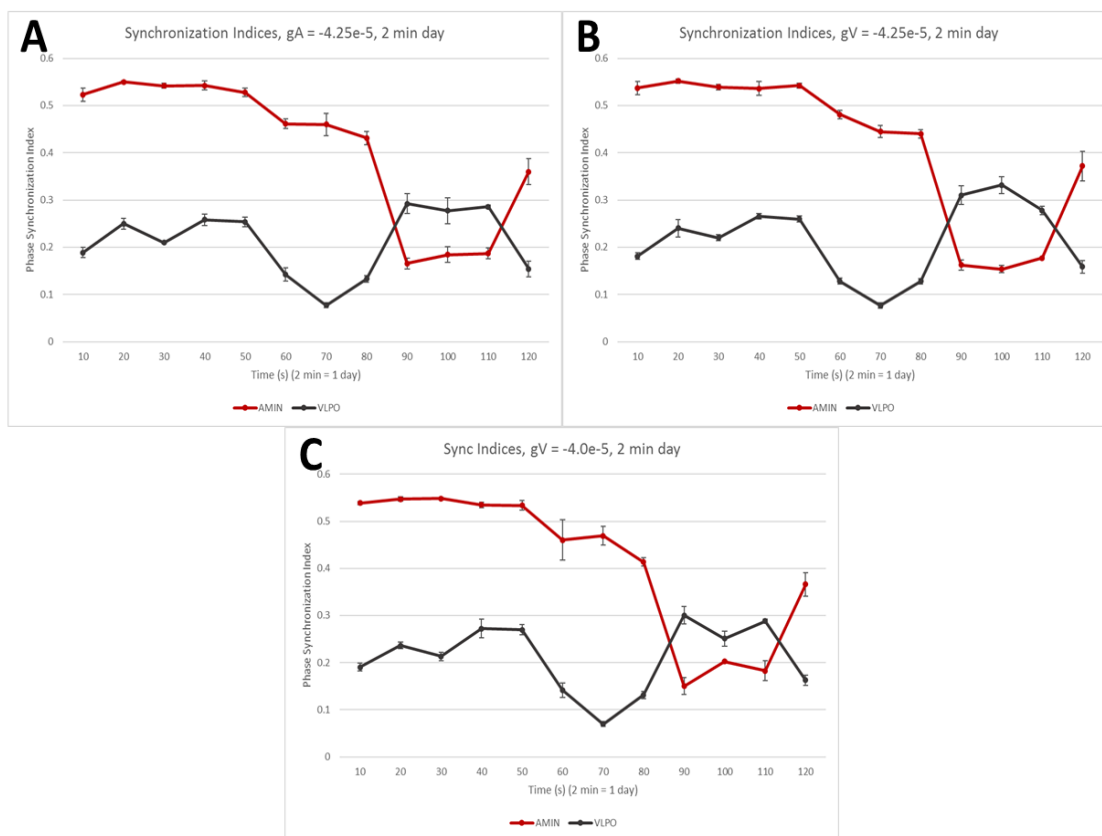 A
Synchronization Indices, gA = -4.25e-5, 2 min day
Phase Synchronization Index
0.6
0.5
0.4
0.3
0.2
0.1
0
10 20 30 40 50 60 70 80 90 100 110 120
Time (s) (2 min = 1 day)
AMIN VLPO
B
Synchronization Indices, gV = -4.25e-5, 2 min day
Phase Synchronization Index
0.6
0.5
0.4
0.3
0.2
0.1
0
10 20 30 40 50 60 70 80 90 100 110 120
Time (s) (2 min = 1 day)
AMIN VLPO
C
Sync Indices, gV = -4.0e-5, 2 min day
Phase Synchronization Index
0.6
0.5
0.4
0.3
0.2
0.1
0
10 20 30 40 50 60 70 80 90 100 110 120
Time (s) (2 min = 1 day)
AMIN VLPO